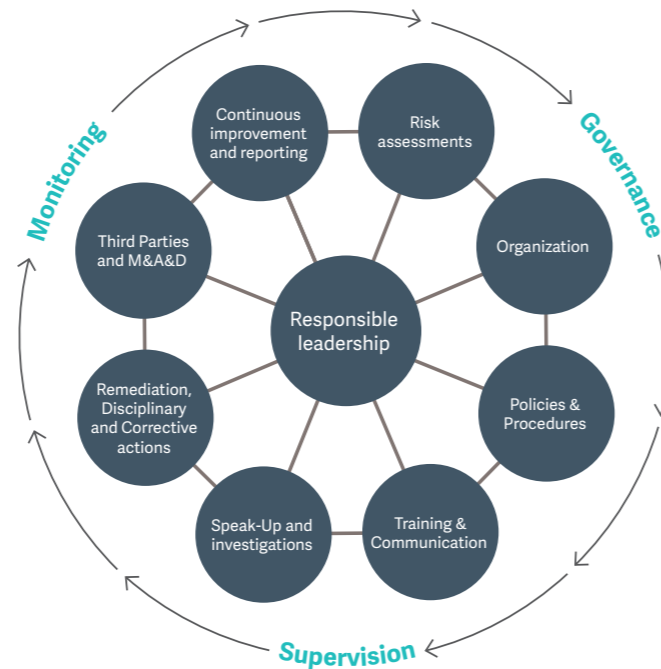 Continuous
improvement
and reporting
Risk
assessments
Governance
Monitoring
Third Parties
and M&A&D
Organization
Responsible
leadership
Remediation,
Disciplinary
and Corrective
actions
Policies &
Procedures
Speak-Up and
investigations
Training &
Communication
Supervision